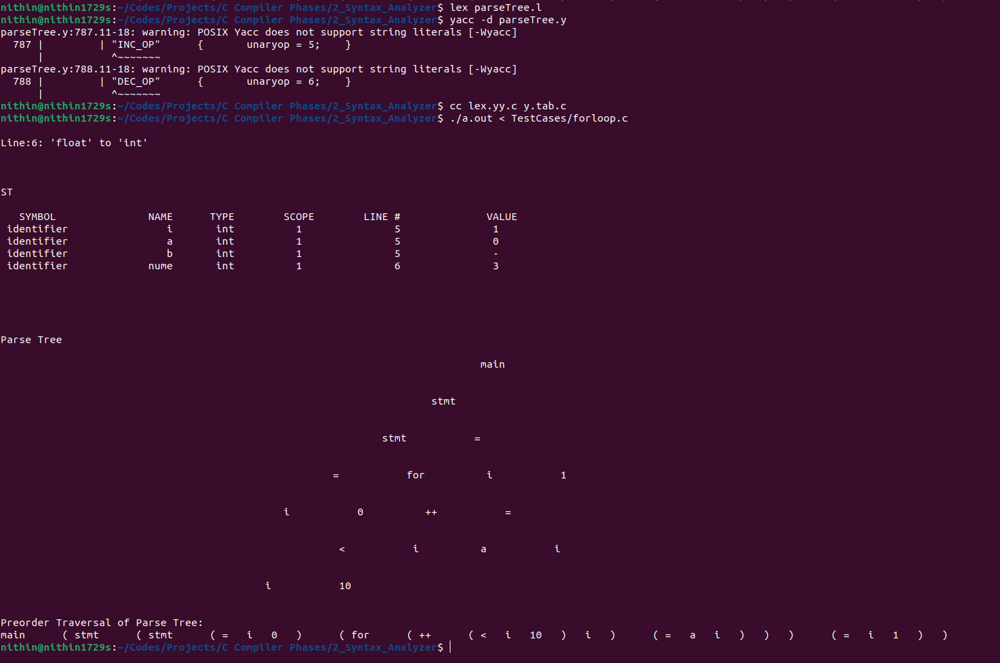 nithin@nithin1729s:~/Codes/Projects/C Compiler Phases/2_Syntax_Analyzer$ lex parseTree.l
nithin@nithin1729s:~/Codes/Projects/C Compiler Phases/2_Syntax_Analyzer$ yacc -d parseTree.y
parseTree.y:787.11-18: warning: POSIX Yacc does not support string literals [-Wyacc]
  787 |         | "INC_OP"      {       unaryop = 5;    }
      |           ^~~~~~~~
parseTree.y:788.11-18: warning: POSIX Yacc does not support string literals [-Wyacc]
  788 |         | "DEC_OP"      {       unaryop = 6;    }
      |           ^~~~~~~~
nithin@nithin1729s:~/Codes/Projects/C Compiler Phases/2_Syntax_Analyzer$ cc lex.yy.c y.tab.c
nithin@nithin1729s:~/Codes/Projects/C Compiler Phases/2_Syntax_Analyzer$ ./a.out < TestCases/forloop.c
Line:6: 'float' to 'int'
ST
   SYMBOL               NAME      TYPE        SCOPE        LINE #              VALUE
 identifier                i       int          1               5               1
 identifier                a       int          1               5               0
 identifier                b       int          1               5               -
 identifier             nume       int          1               6               3
Parse Tree
main
stmt
stmt           =
=           for          i           1
i           0          ++           =
<           i          a           i
i           10
Preorder Traversal of Parse Tree:
main      ( stmt      ( stmt      ( =   i   0   )      ( for      ( ++      ( <   i   10   )   i   )      ( =   a   i   )   )   )      ( =   i   1   )   )
nithin@nithin1729s:~/Codes/Projects/C Compiler Phases/2_Syntax_Analyzer$